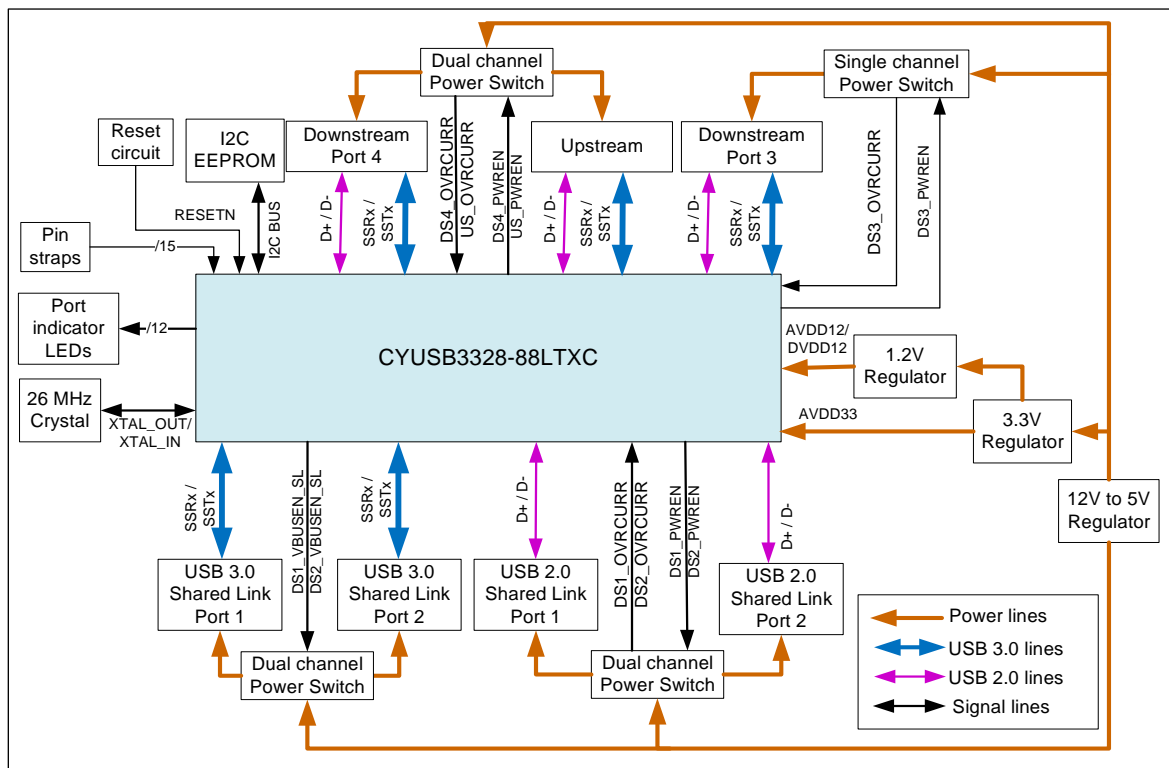 Dual channel
Power Switch
Single channel
Power Switch
Reset
circuit
I2C
EEPROM
Downstream
Port 4
Upstream
Downstream
Port 3
DS4_OVRCURR
US_OVRCURR
DS4_PWREN
US_PWREN
DS3_OVRCURR
DS3_PWREN
RESETN
I2C BUS
D+ / D-
SSRx /
SSTx
D+ / D-
SSRx /
SSTx
D+ / D-
SSRx /
SSTx
Pin
straps
/15
Port
indicator
LEDs
/12
CYUSB3328-88LTXC
AVDD12/
DVDD12
1.2V
Regulator
26 MHz
Crystal
XTAL_OUT/
XTAL_IN
AVDD33
3.3V
Regulator
12V to 5V
Regulator
SSRx /
SSTx
DS1_VBUSEN_SL
DS2_VBUSEN_SL
SSRx /
SSTx
D+ / D-
DS1_OVRCURR
DS2_OVRCURR
DS1_PWREN
DS2_PWREN
D+ / D-
USB 3.0
Shared Link
Port 1
USB 3.0
Shared Link
Port 2
USB 2.0
Shared Link
Port 1
USB 2.0
Shared Link
Port 2
Dual channel
Power Switch
Dual channel
Power Switch
Power lines
USB 3.0 lines
USB 2.0 lines
Signal lines